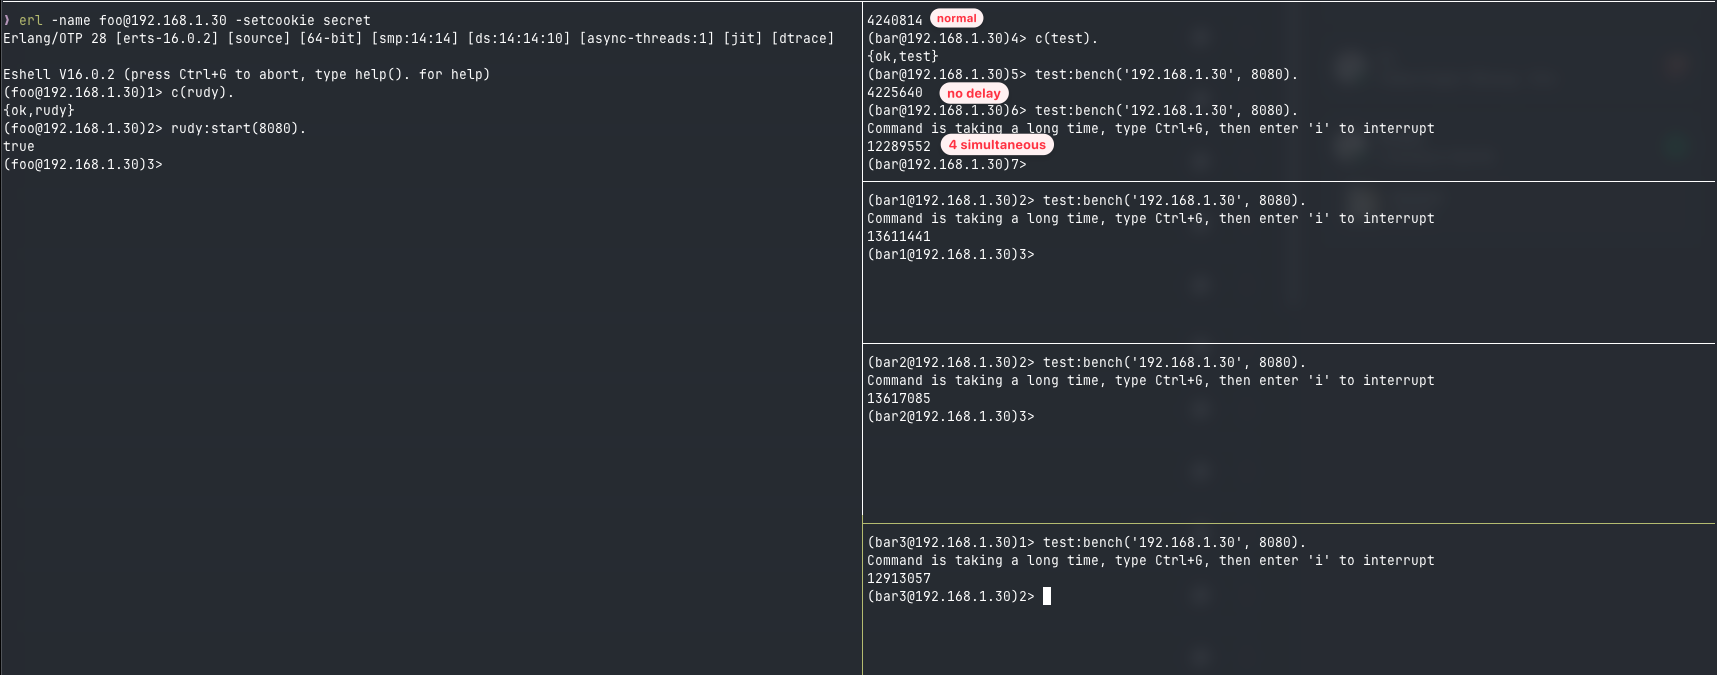 ❯ erl -name foo@192.168.1.30 -setcookie secret
Erlang/OTP 28 [erts-16.0.2] [source] [64-bit] [smp:14:14] [ds:14:14:10] [async-threads:1] [jit] [dtrace]
Eshell V16.0.2 (press Ctrl+G to abort, type help(). for help)
(foo@192.168.1.30)1> c(rudy).
{ok,rudy}
(foo@192.168.1.30)2> rudy:start(8080).
true
(foo@192.168.1.30)3>
4240814 normal
(bar@192.168.1.30)4> c(test).
{ok,test}
(bar@192.168.1.30)5> test:bench('192.168.1.30', 8080).
4225640 no delay
(bar@192.168.1.30)6> test:bench('192.168.1.30', 8080).
Command is taking a long time, type Ctrl+G, then enter 'i' to interrupt
12289552 4 simultaneous
(bar@192.168.1.30)7>
(bar1@192.168.1.30)2> test:bench('192.168.1.30', 8080).
Command is taking a long time, type Ctrl+G, then enter 'i' to interrupt
13611441
(bar1@192.168.1.30)3>
(bar2@192.168.1.30)2> test:bench('192.168.1.30', 8080).
Command is taking a long time, type Ctrl+G, then enter 'i' to interrupt
13617085
(bar2@192.168.1.30)3>
(bar3@192.168.1.30)1> test:bench('192.168.1.30', 8080).
Command is taking a long time, type Ctrl+G, then enter 'i' to interrupt
12913057
(bar3@192.168.1.30)2>